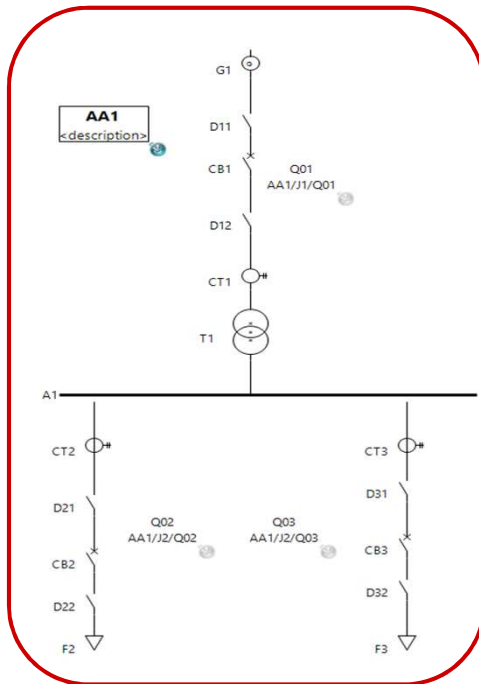 G1
AA1
<description>
D11
CB1
Q01
AA1/J1/Q01
D12
CT1
T1
A1
CT2
CT3
D21
D31
Q02
AA1/J2/Q02
Q03
AA1/J2/Q03
CB2
CB3
D22
D32
F2
F3